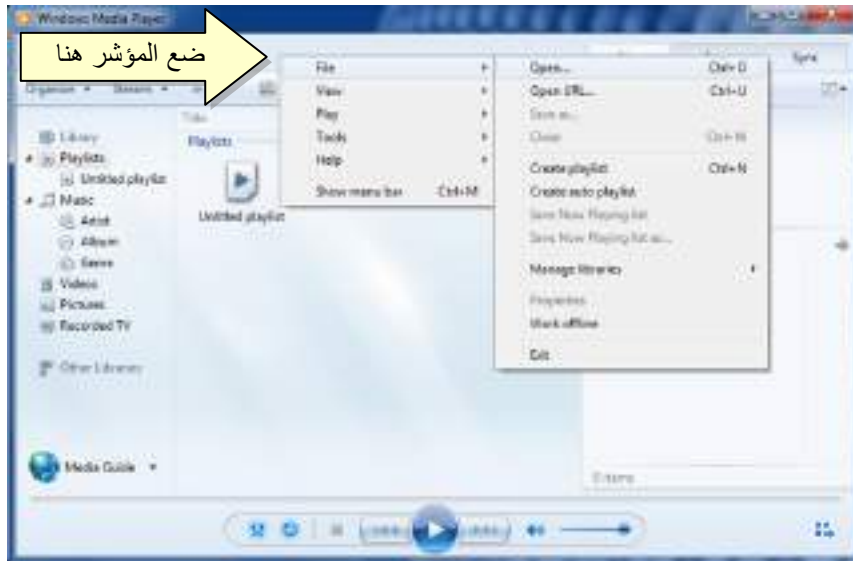 Windows Media Player
ضع المؤشر هنا
Sync
Organize
Stream
Title
File
View
Play
Tools
Help
Show menu bar Ctrl+M
Open... Ctrl+O
Open URL... Ctrl+U
Save as...
Close Ctrl+W
Create playlist Ctrl+N
Create auto playlist
Save Now Playing list
Save Now Playing list as...
Manage libraries
Properties
Work offline
Exit
Library
Playlists
Untitled playlist
Music
Artist
Album
Genre
Videos
Pictures
Recorded TV
Other Libraries
Playlists
Untitled playlist
Media Guide
0 items